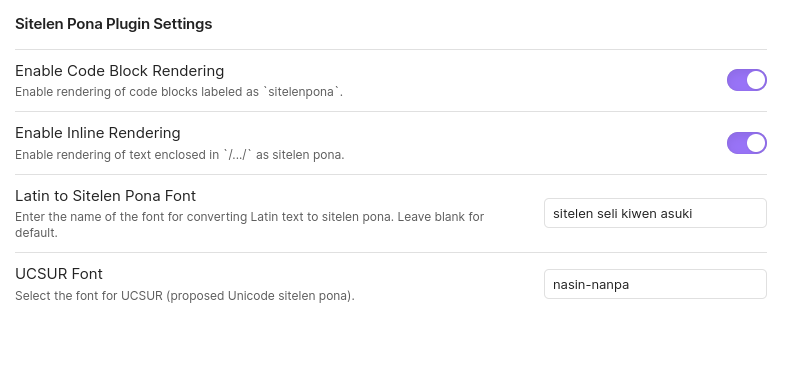 Sitelen Pona Plugin Settings
Enable Code Block Rendering
Enable rendering of code blocks labeled as `sitelenpona`.
Enable Inline Rendering
Enable rendering of text enclosed in `/.../` as sitelen pona.
Latin to Sitelen Pona Font
Enter the name of the font for converting Latin text to sitelen pona. Leave blank for
default.
sitelen seli kiwen asuki
UCSUR Font
Select the font for UCSUR (proposed Unicode sitelen pona).
nasin-nanpa